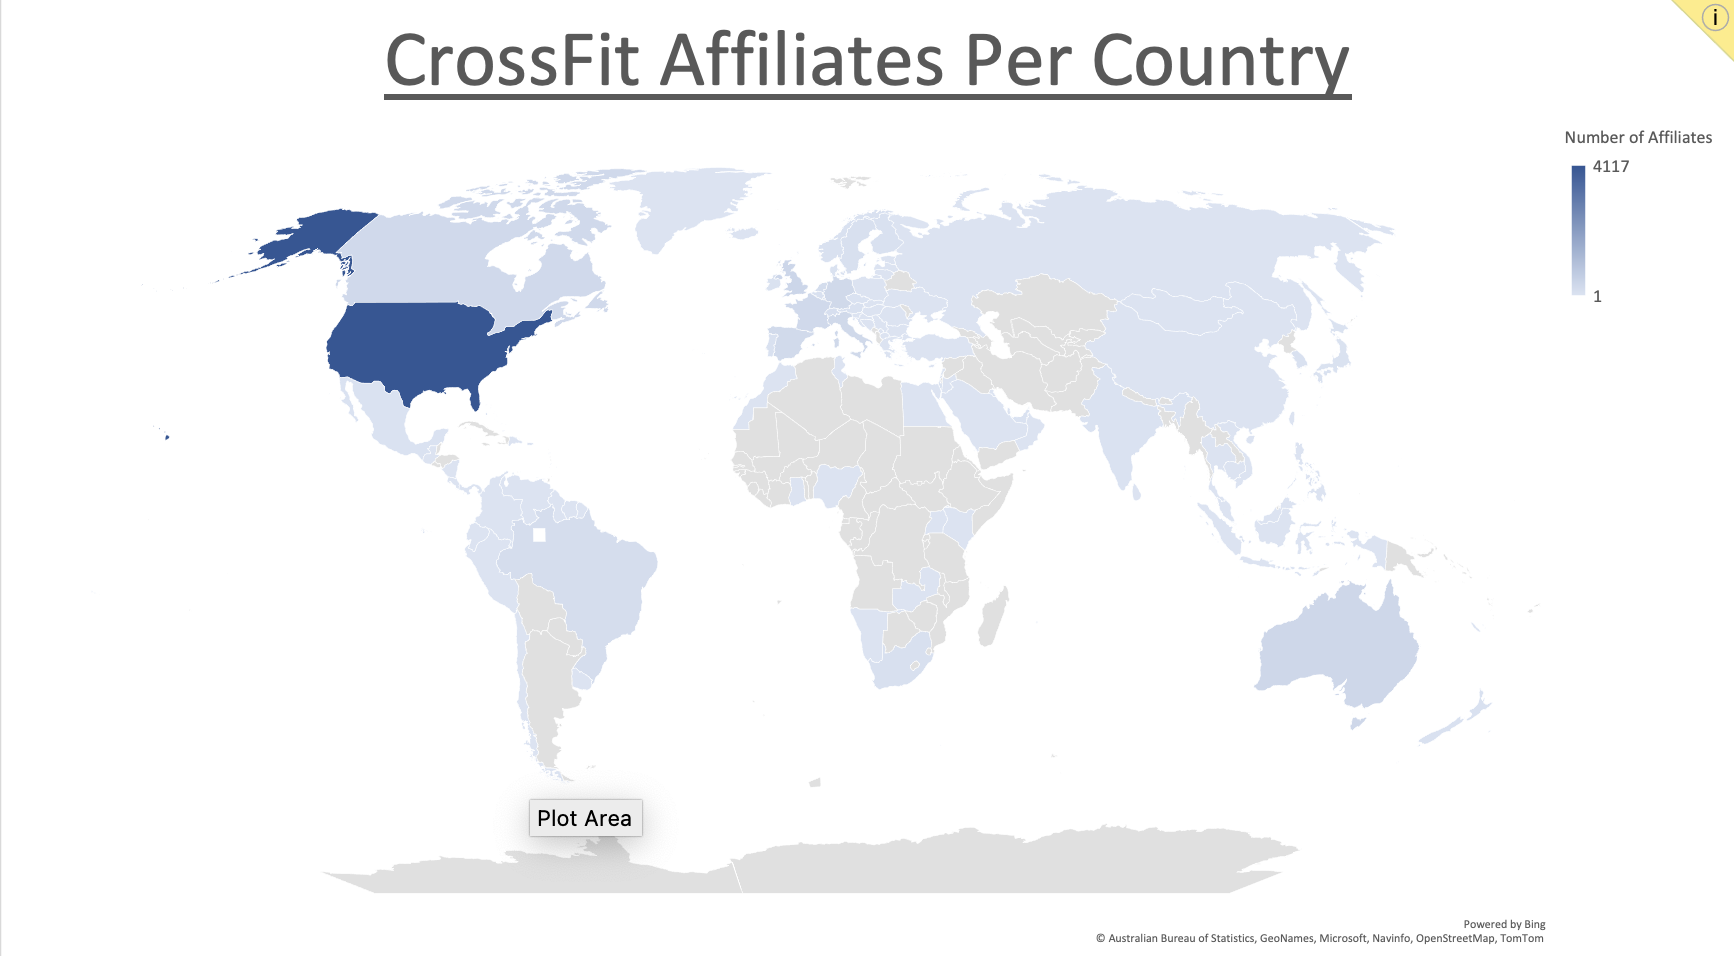 CrossFit Affiliates Per Country
i
Number of Affiliates
4117
1
Plot Area
Powered by Bing
© Australian Bureau of Statistics, GeoNames, Microsoft, Navinfo, OpenStreetMap, TomTom